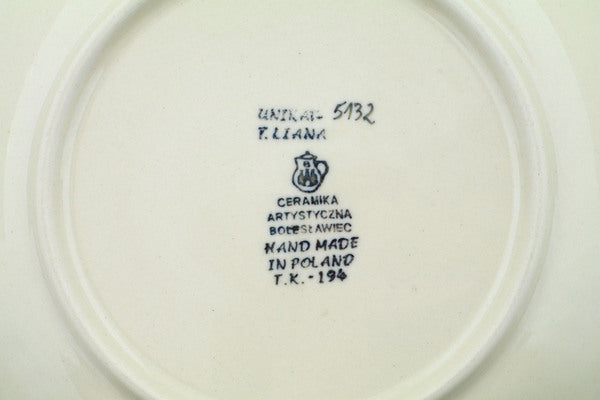 UNIKAT- 5132
T. LIANA
B
CERAMIKA
ARTYSTYCZNA
BOLESŁAWIEC
HAND MADE
IN POLAND
T.K.-194